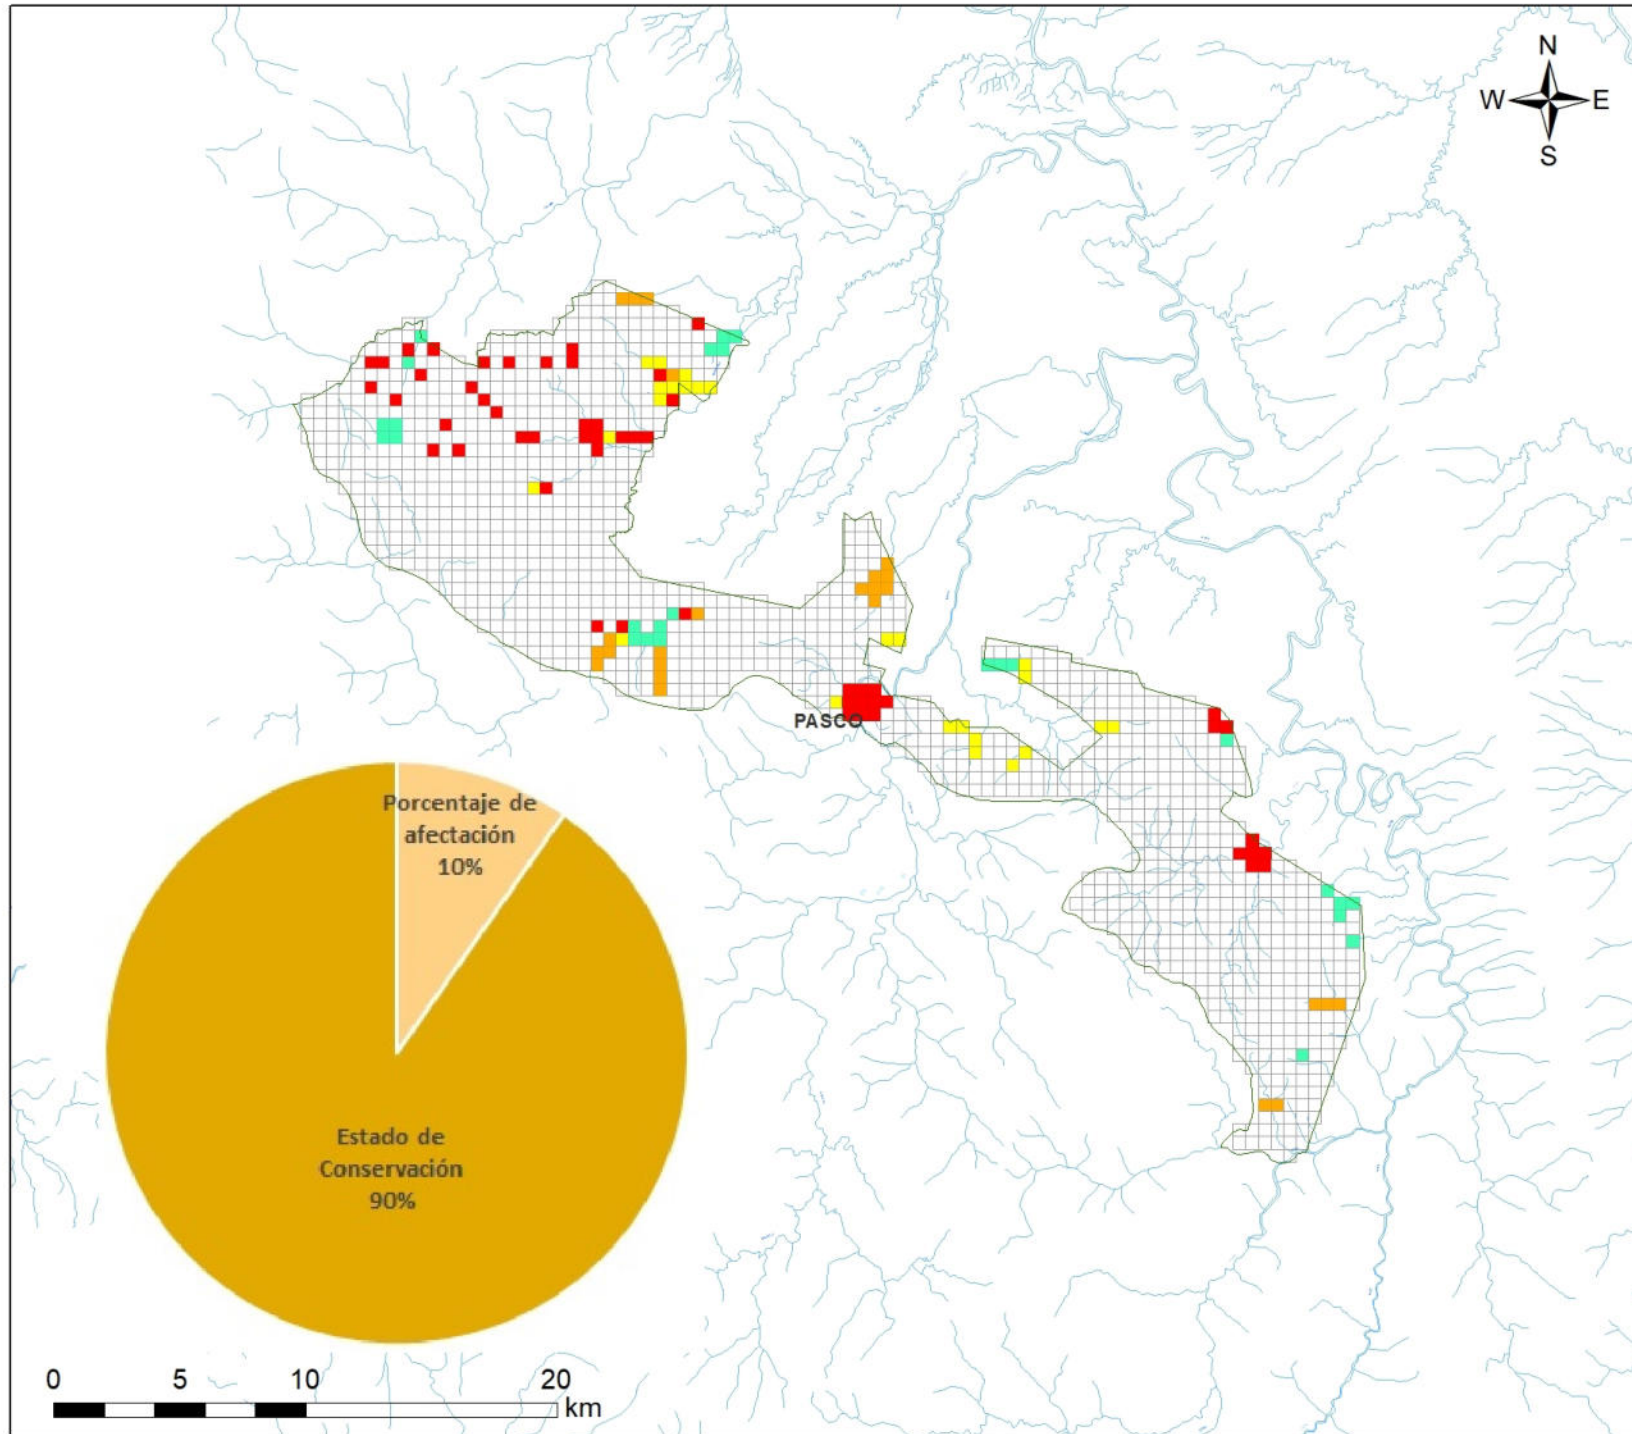 N
W E
S
PASCO
Porcentaje de
afectación
10%
Estado de
Conservación
90%
0 5 10 20
km